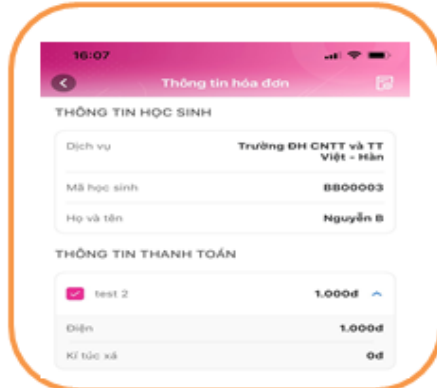 16:07
Thông tin hóa đơn
THÔNG TIN HỌC SINH
Dịch vụ Trường ĐH CNTT và TT
Việt - Hàn
Mã học sinh BB00003
Họ và tên Nguyễn B
THÔNG TIN THANH TOÁN
test 2 1.000đ
Điện 1.000đ
Kí túc xá 0đ